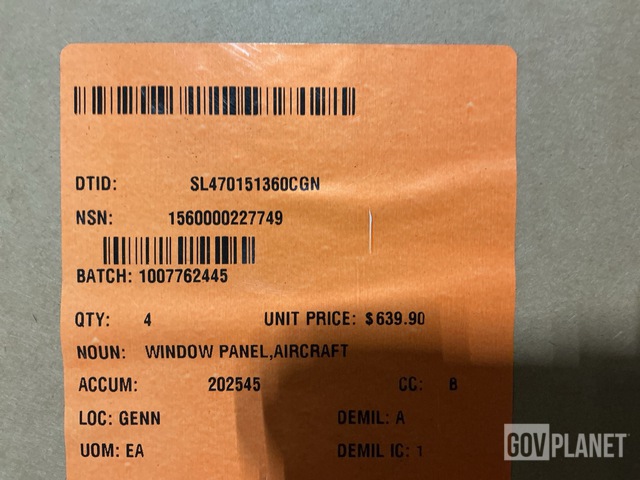 DTID: SL470151360CGN
NSN: 1560000227749
BATCH: 1007762445
QTY: 4 UNIT PRICE: $639.90
NOUN: WINDOW PANEL,AIRCRAFT
ACCUM: 202545 CC: B
LOC: GENN DEMIL: A
UOM: EA DEMIL IC: 1
GOVPLANET